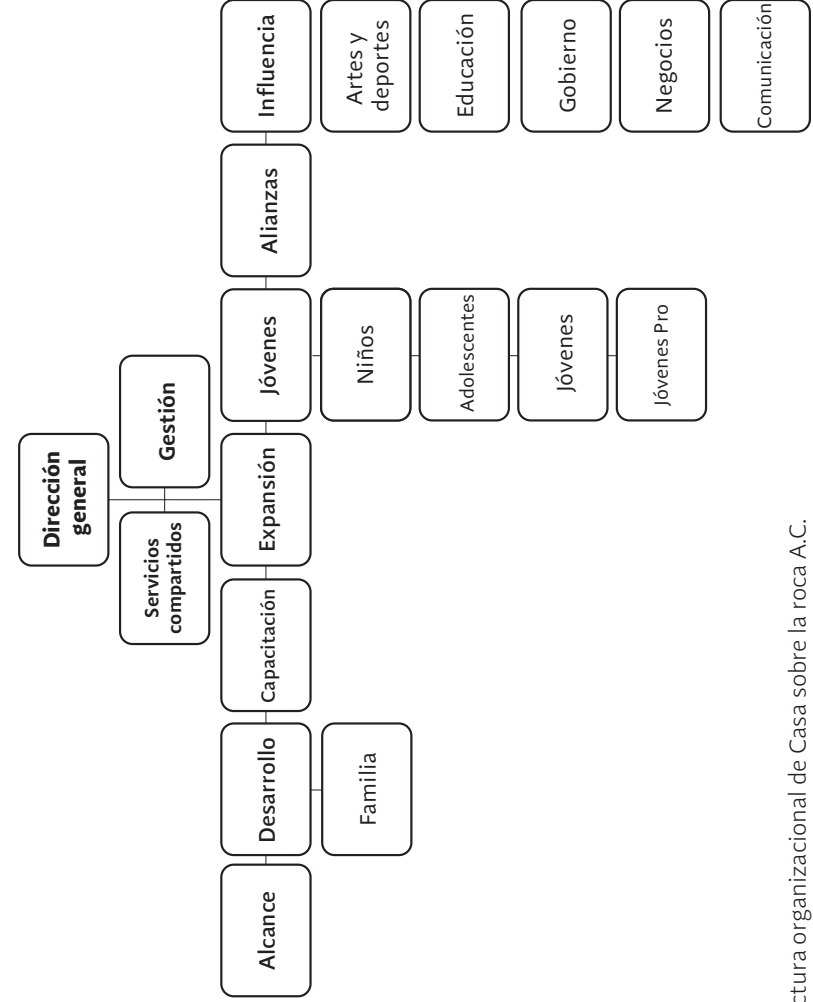 Dirección
general
Servicios
compartidos
Gestión
Alcance
Desarrollo
Capacitación
Expansión
Jóvenes
Alianzas
Influencia
Familia
Niños
Adolescentes
Jóvenes
Jóvenes Pro
Artes y
deportes
Educación
Gobierno
Negocios
Comunicación
organizacional de Casa sobre la roca A.C.